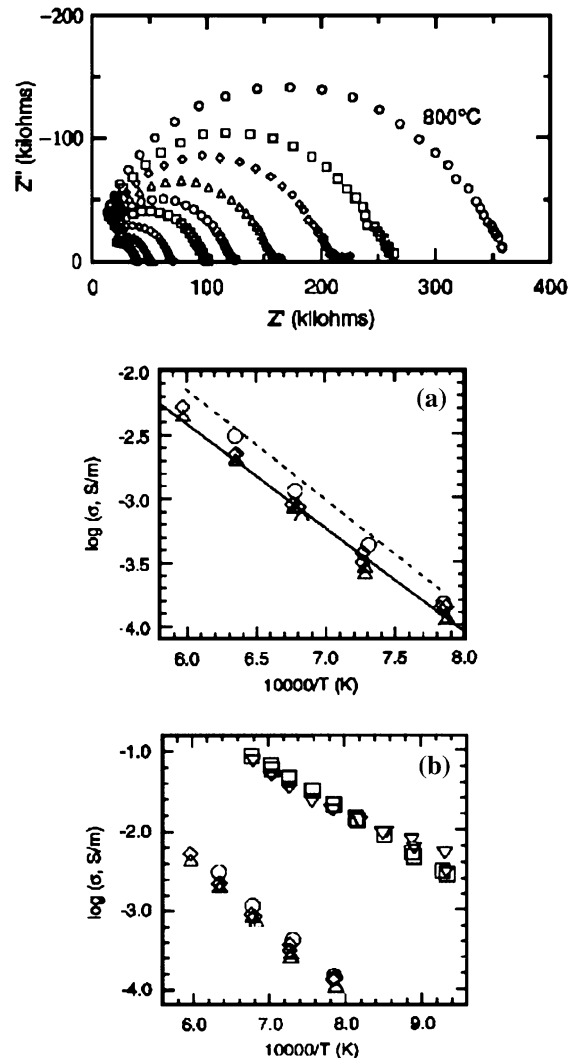 -200
-100
0
Z" (kilohms)
800°C
0 100 200 300 400
Z' (kilohms)
(a)
-2.0
-2.5
-3.0
-3.5
-4.0
log (σ, S/m)
6.0 6.5 7.0 7.5 8.0
10000/T (K)
(b)
-1.0
-2.0
-3.0
-4.0
log (σ, S/m)
6.0 7.0 8.0 9.0
10000/T (K)